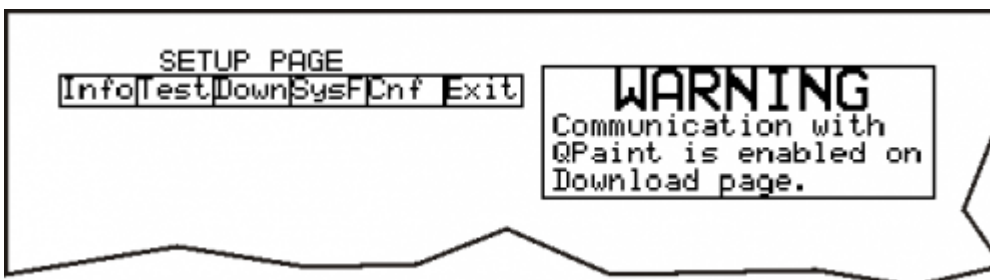 SETUP PAGE
Info Test Down SysF Cnf Exit
WARNING
Communication with
QPaint is enabled on
Download page.